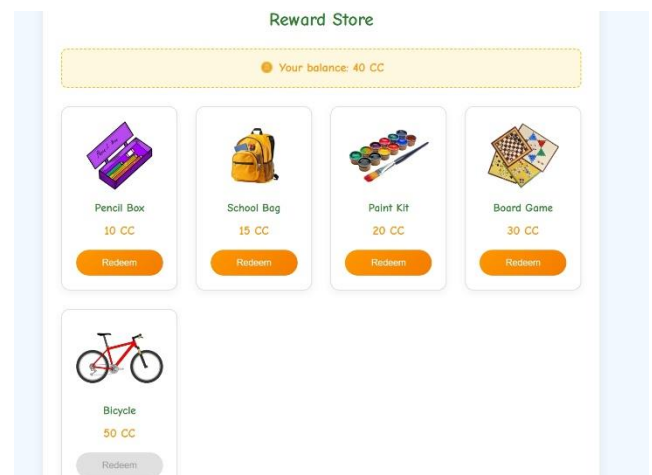 Reward Store
Your balance: 40 CC
Pencil Box
10 CC
Redeem
School Bag
15 CC
Redeem
Paint Kit
20 CC
Redeem
Board Game
30 CC
Redeem
Bicycle
50 CC
Redeem